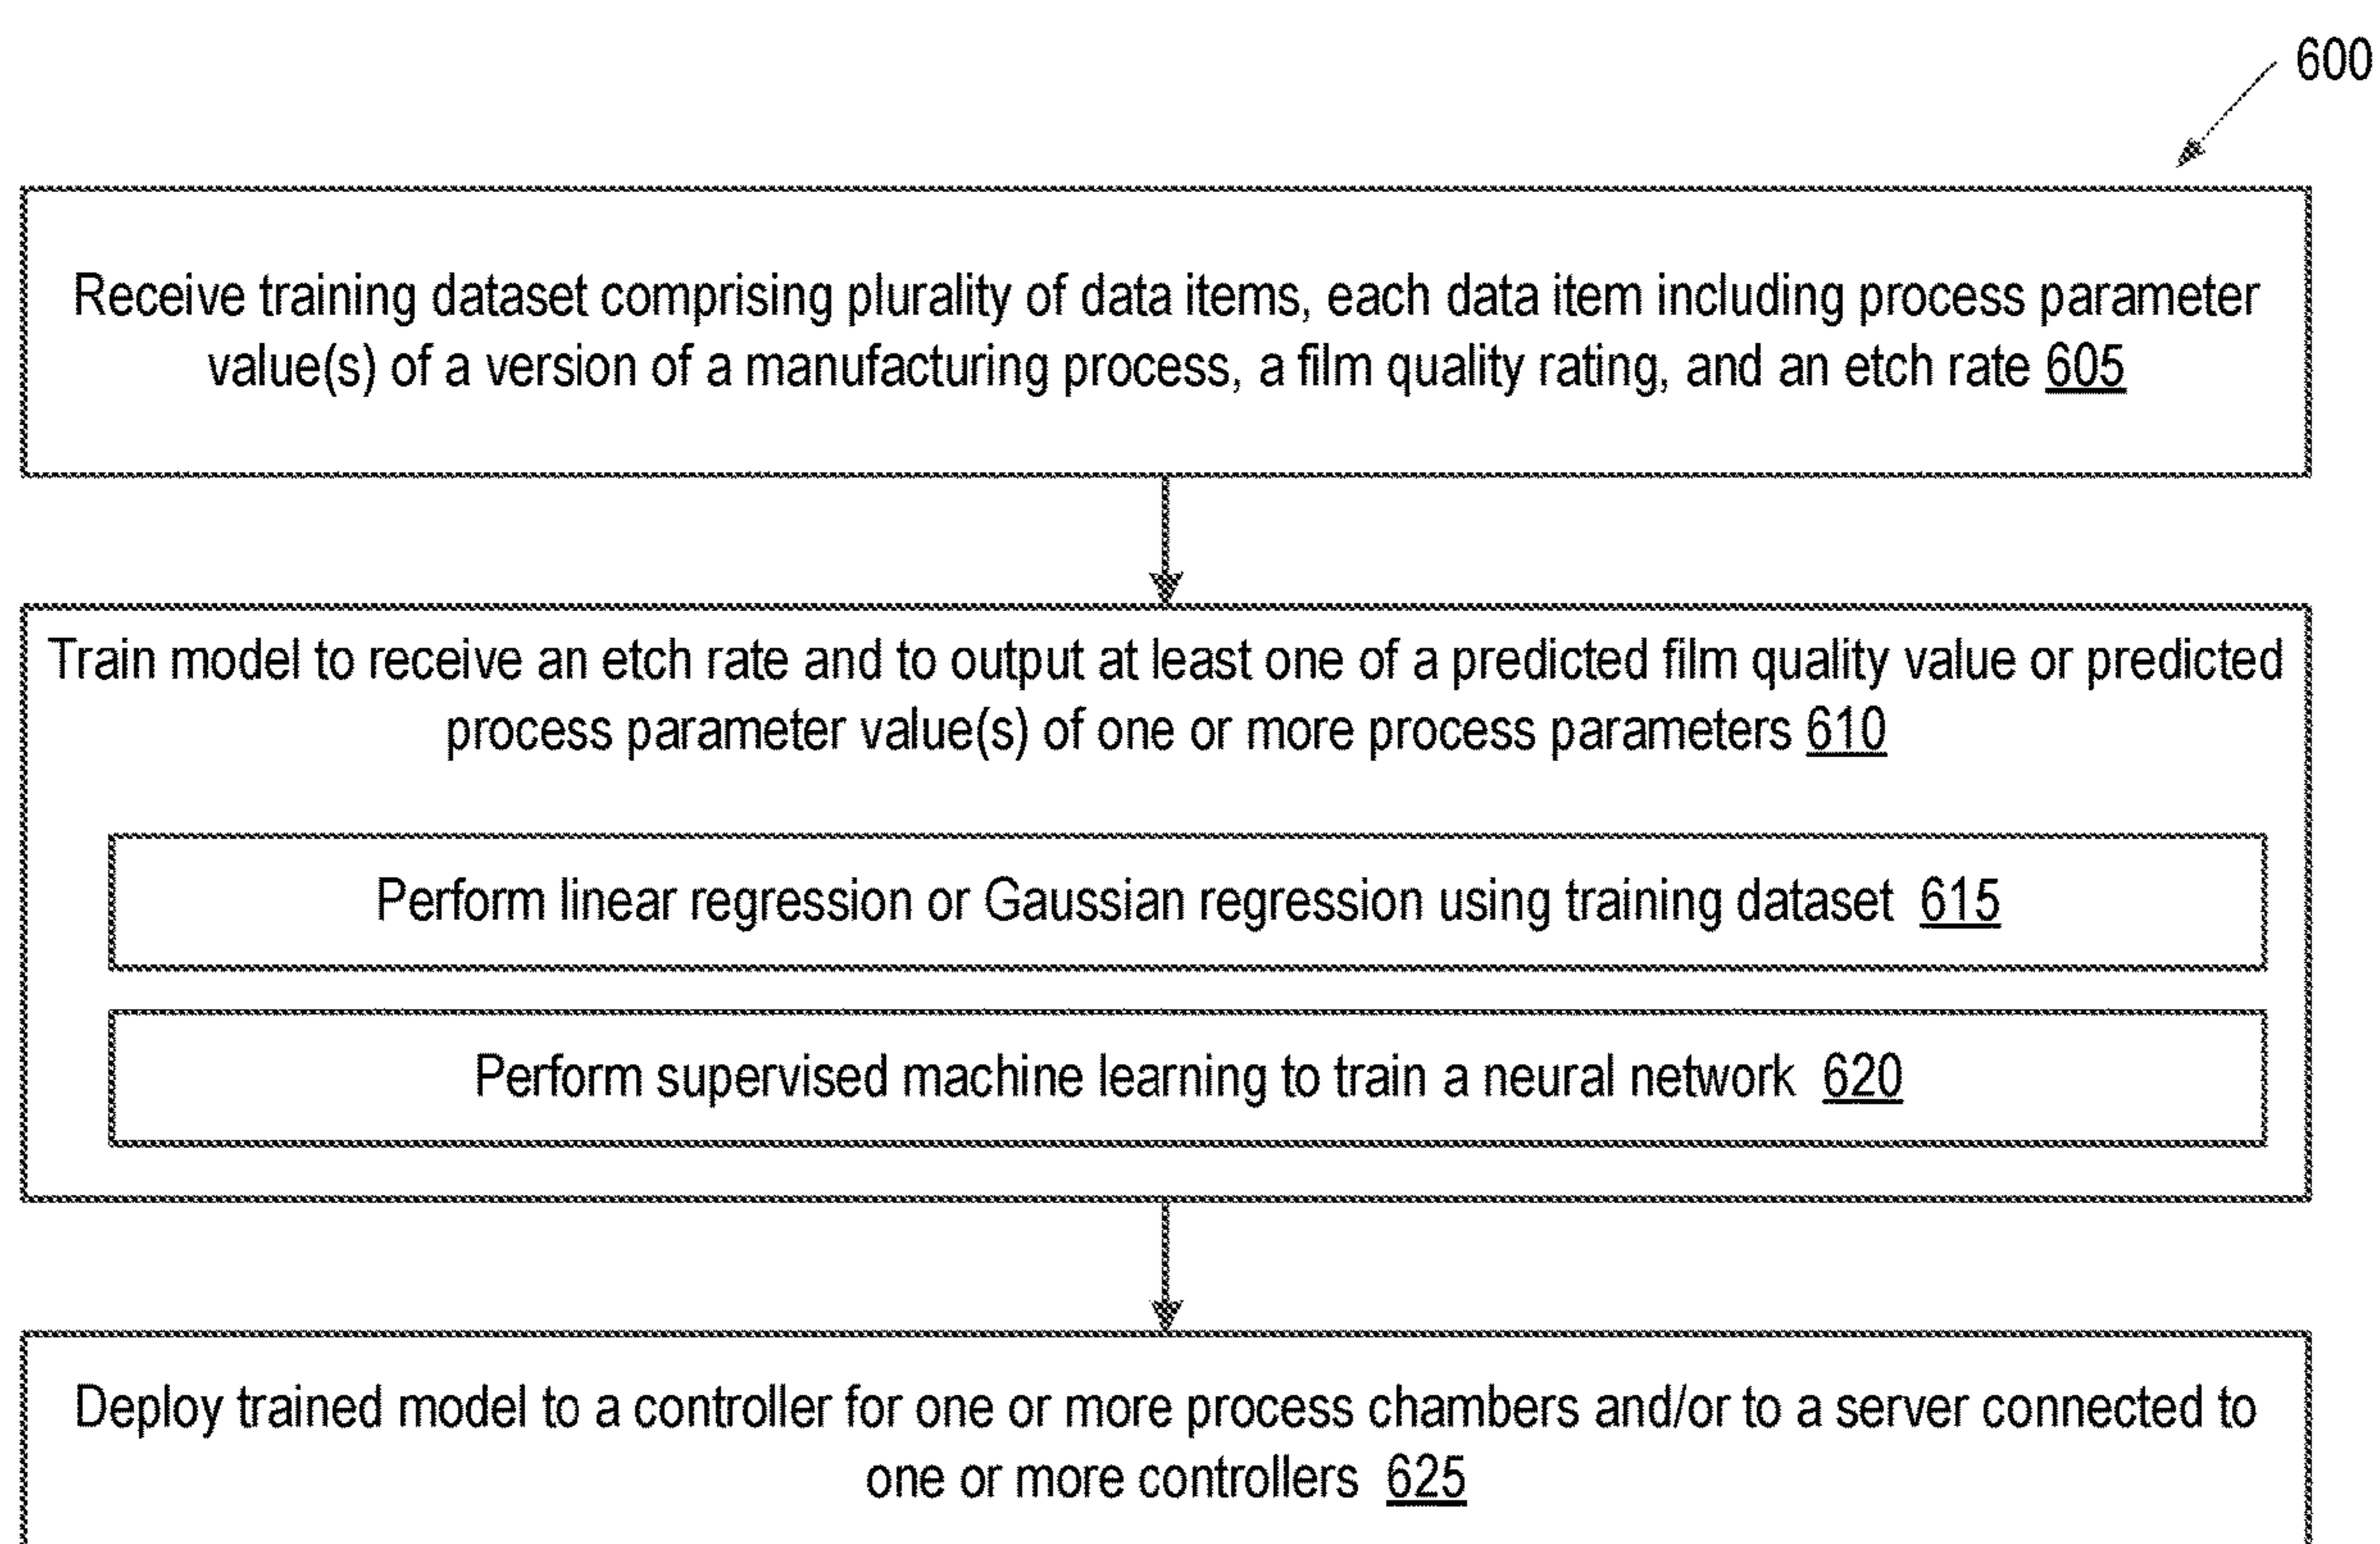 600
Receive training dataset comprising plurality of data items, each data item including process parameter
value(s) of a version of a manufacturing process, a film quality rating, and an etch rate 605
Train model to receive an etch rate and to output at least one of a predicted film quality value or predicted
process parameter value(s) of one or more process parameters 610
Perform linear regression or Gaussian regression using training dataset 615
Perform supervised machine learning to train a neural network 620
Deploy trained model to a controller for one or more process chambers and/or to a server connected to
one or more controllers 625